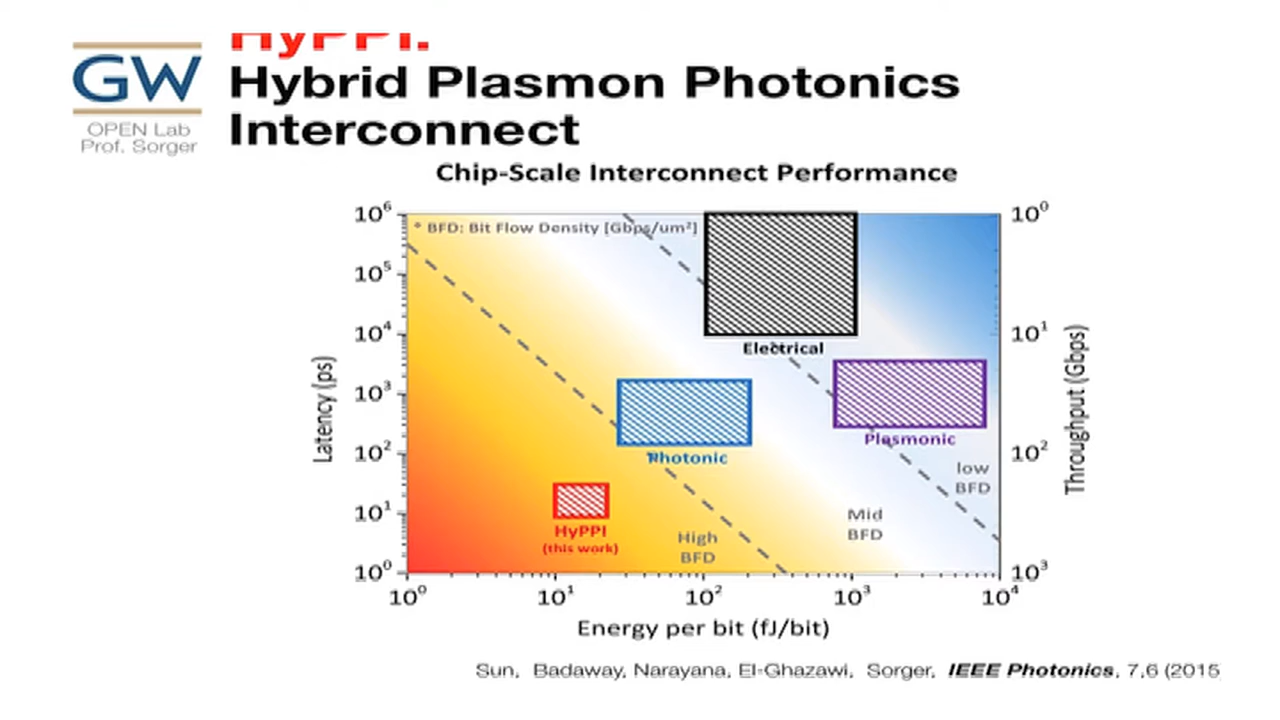 HyPPI.
GW
Hybrid Plasmon Photonics
Interconnect
OPEN Lab
Prof. Sorger
Chip-Scale Interconnect Performance
° BFD: Bit Flow Density [Gbps/um²]
10⁶
10⁵
10⁴
10³
10²
10¹
10⁰
Latency (ps)
Electrical
Photonic
Plasmonic
HyPPI
(this work)
High
BFD
Mid
BFD
low
BFD
10⁰
10¹
10²
10³
Throughput (Gbps)
10⁰
10¹
10²
10³
10⁴
Energy per bit (fJ/bit)
Sun, Badaway, Narayana, El-Ghazawi, Sorger, IEEE Photonics, 7,6 (2015